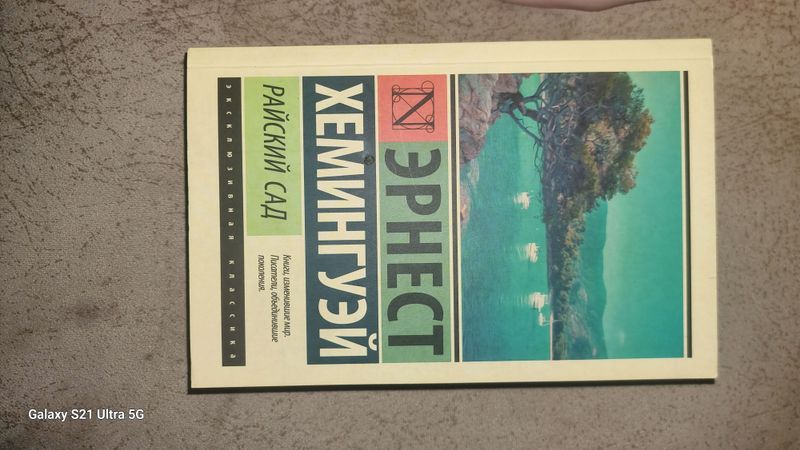 ЭРНЕСТ
ХЕМИНГУЭЙ
РАЙСКИЙ САД
Книги, изменившие мир.
Писатели, объединившие
поколения.
ЭКСКЛЮЗИВНАЯ КЛАССИКА
Galaxy S21 Ultra 5G